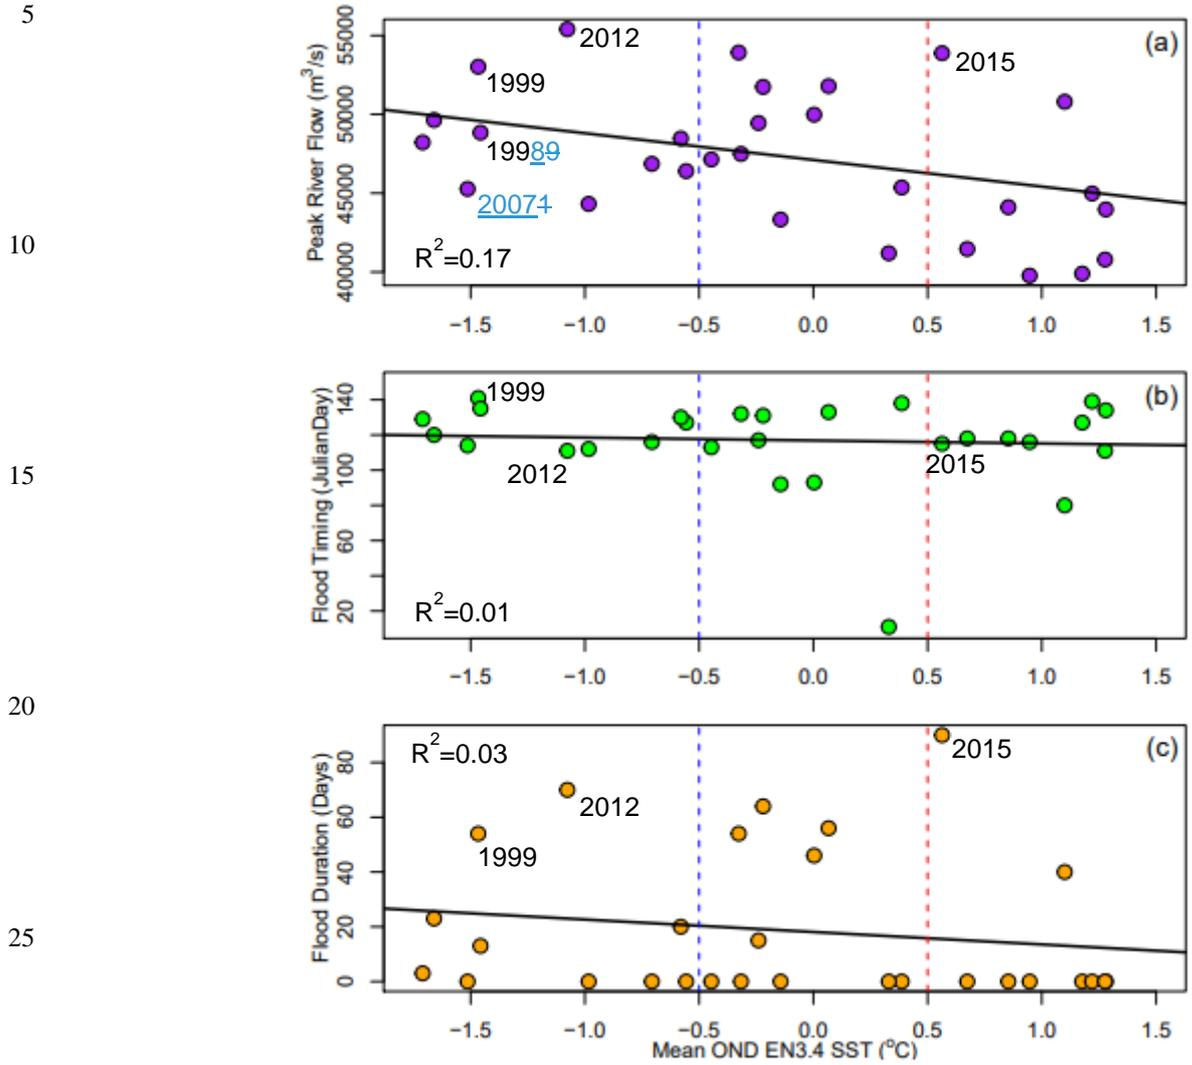 5
10
15
20
25
Peak River Flow (m3/s)
55000
50000
45000
40000
(a)
2012
1999
2015
19989
20071
R2=0.17
−1.5 −1.0 −0.5 0.0 0.5 1.0 1.5
Flood Timing (JulianDay)
140
100
60
20
(b)
1999
2012
2015
R2=0.01
−1.5 −1.0 −0.5 0.0 0.5 1.0 1.5
Flood Duration (Days)
80
60
40
20
0
R2=0.03
(c)
2015
2012
1999
−1.5 −1.0 −0.5 0.0 0.5 1.0 1.5
Mean OND EN3.4 SST (oC)